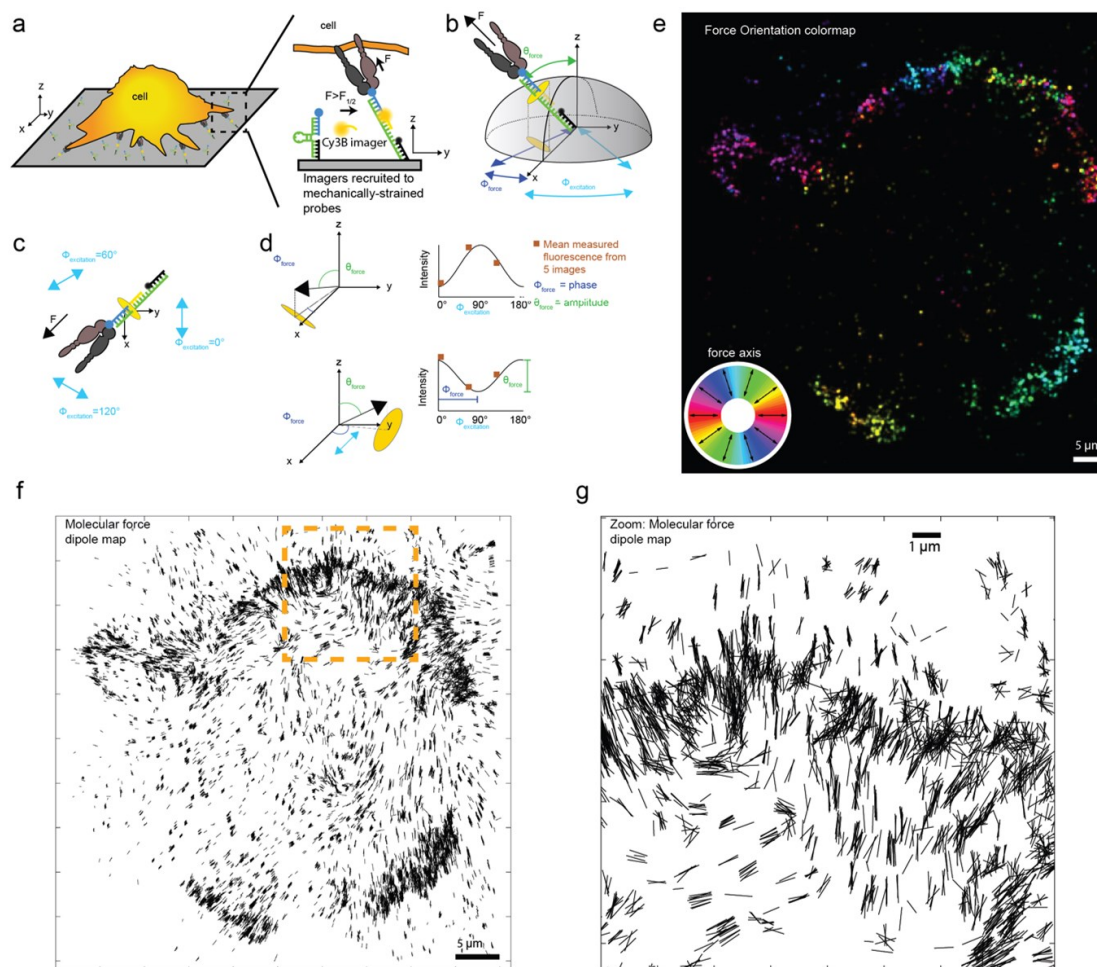 a
cell
z
y
x
cell
F
F>F1/2
Cy3B imager
z
y
Imagers recruited to
mechanically-strained
probes
b
F
z
θforce
y
x
Φforce
Φexcitation
c
Φexcitation=60°
F
y
x
Φexcitation=0°
Φexcitation=120°
d
z
Φforce
θforce
y
x
Intensity
0° 90° 180°
Φexcitation
Mean measured
fluorescence from
5 images
Φforce = phase
θforce = amplitude
z
θforce
Φforce
y
x
Intensity
Φforce
θforce
0° 90° 180°
Φexcitation
e
Force Orientation colormap
force axis
5 µm
f
Molecular force
dipole map
5 µm
g
Zoom: Molecular force
dipole map
1 µm